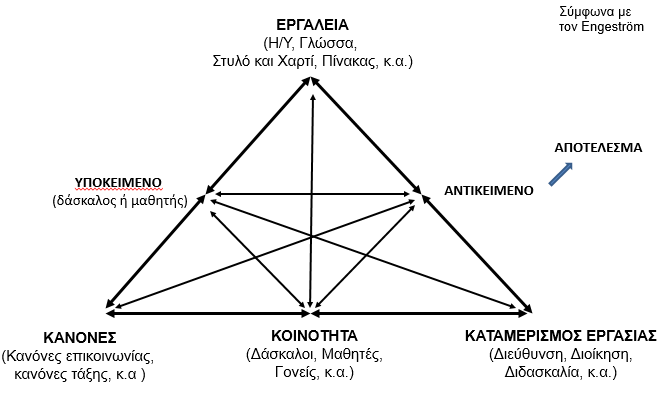 Σύμφωνα με
τον Engeström
ΕΡΓΑΛΕΙΑ
(Η/Υ, Γλώσσα,
Στυλό και Χαρτί, Πίνακας, κ.α.)
ΑΠΟΤΕΛΕΣΜΑ
ΥΠΟΚΕΙΜΕΝΟ
(δάσκαλος ή μαθητής)
ΑΝΤΙΚΕΙΜΕΝΟ
ΚΑΝΟΝΕΣ
(Κανόνες επικοινωνίας,
κανόνες τάξης, κ.α )
ΚΟΙΝΟΤΗΤΑ
(Δάσκαλοι, Μαθητές,
Γονείς, κ.α.)
ΚΑΤΑΜΕΡΙΣΜΟΣ ΕΡΓΑΣΙΑΣ
(Διεύθυνση, Διοίκηση,
Διδασκαλία, κ.α.)